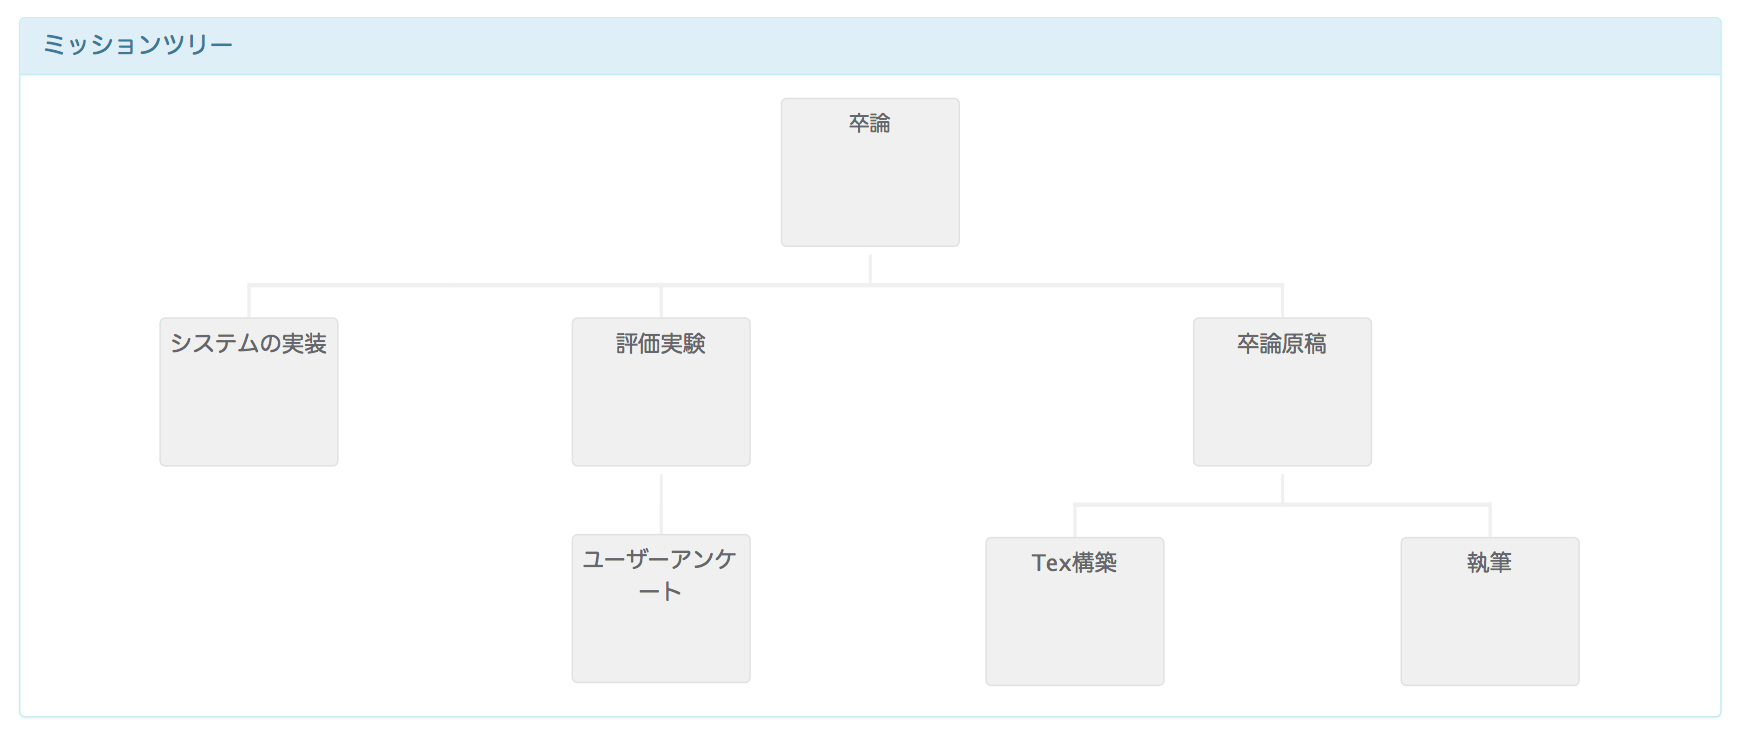 ミッションツリー
卒論
システムの実装
評価実験
卒論原稿
ユーザーアンケ
ート
Tex構築
執筆